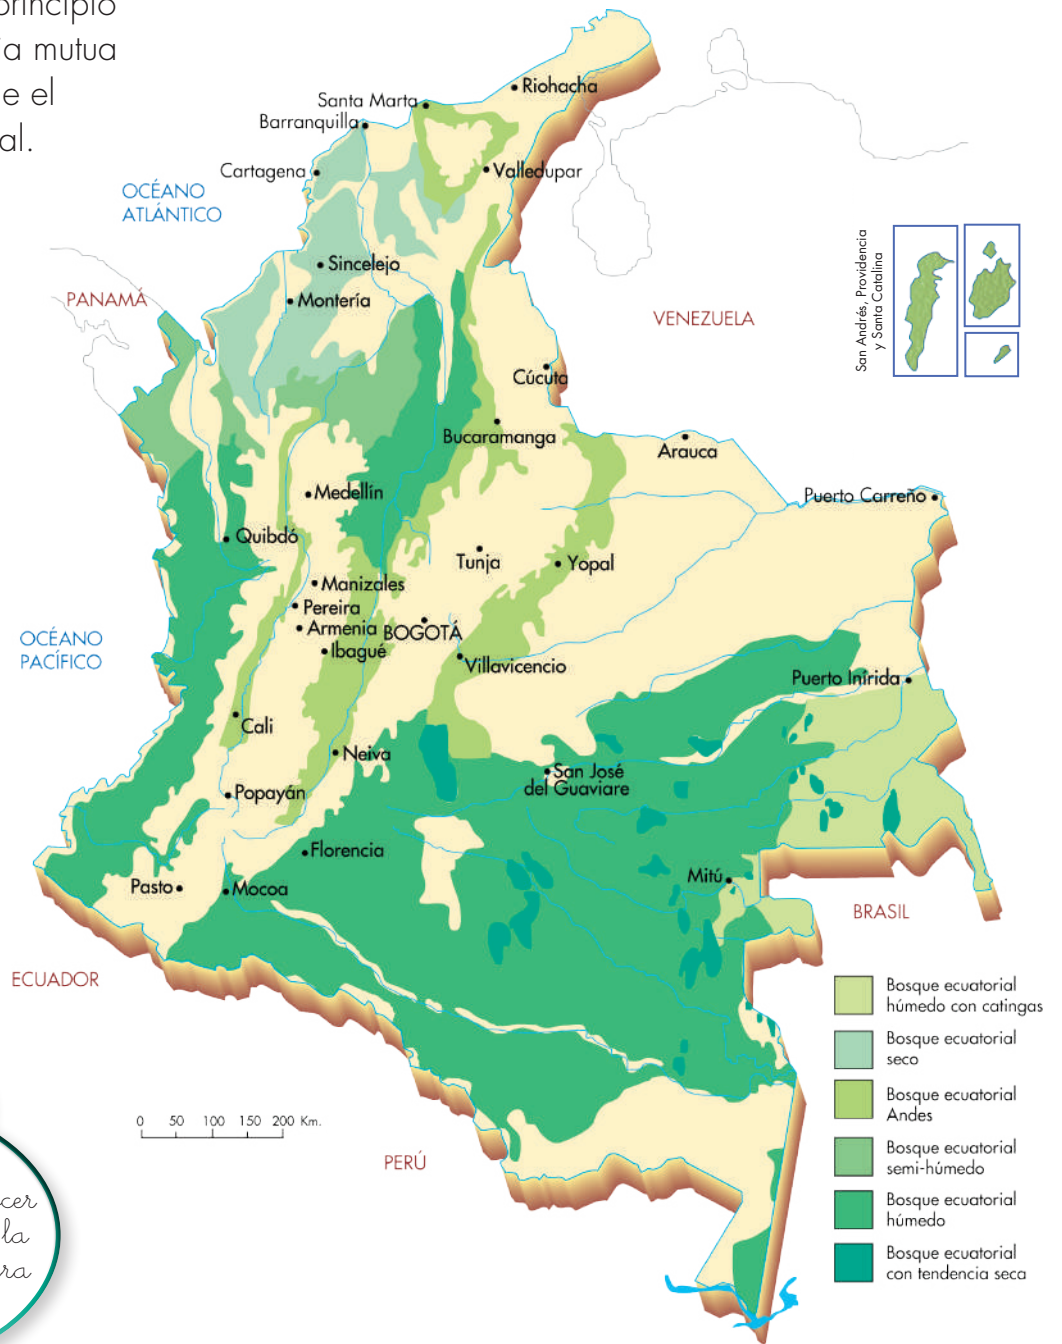 principio
a mutua
e el
al.
Riohacha
Santa Marta
Barranquilla
Cartagena
Valledupar
OCÉANO
ATLÁNTICO
San Andrés, Providencia
y Santa Catalina
Sincelejo
Montería
PANAMÁ
VENEZUELA
Cúcuta
Bucaramanga
Arauca
Medellín
Puerto Carreño
Quibdó
Tunja
Yopal
Manizales
Pereira
Armenia
BOGOTÁ
Ibagué
OCÉANO
PACÍFICO
Villavicencio
Puerto Inírida
Cali
Neiva
San José
del Guaviare
Popayán
Florencia
Pasto
Mocoa
Mitú
BRASIL
ECUADOR
Bosque ecuatorial
húmedo con catingas
Bosque ecuatorial
seco
Bosque ecuatorial
Andes
Bosque ecuatorial
semi-húmedo
Bosque ecuatorial
húmedo
Bosque ecuatorial
con tendencia seca
0 50 100 150 200 Km.
PERÚ
cer
la
ra